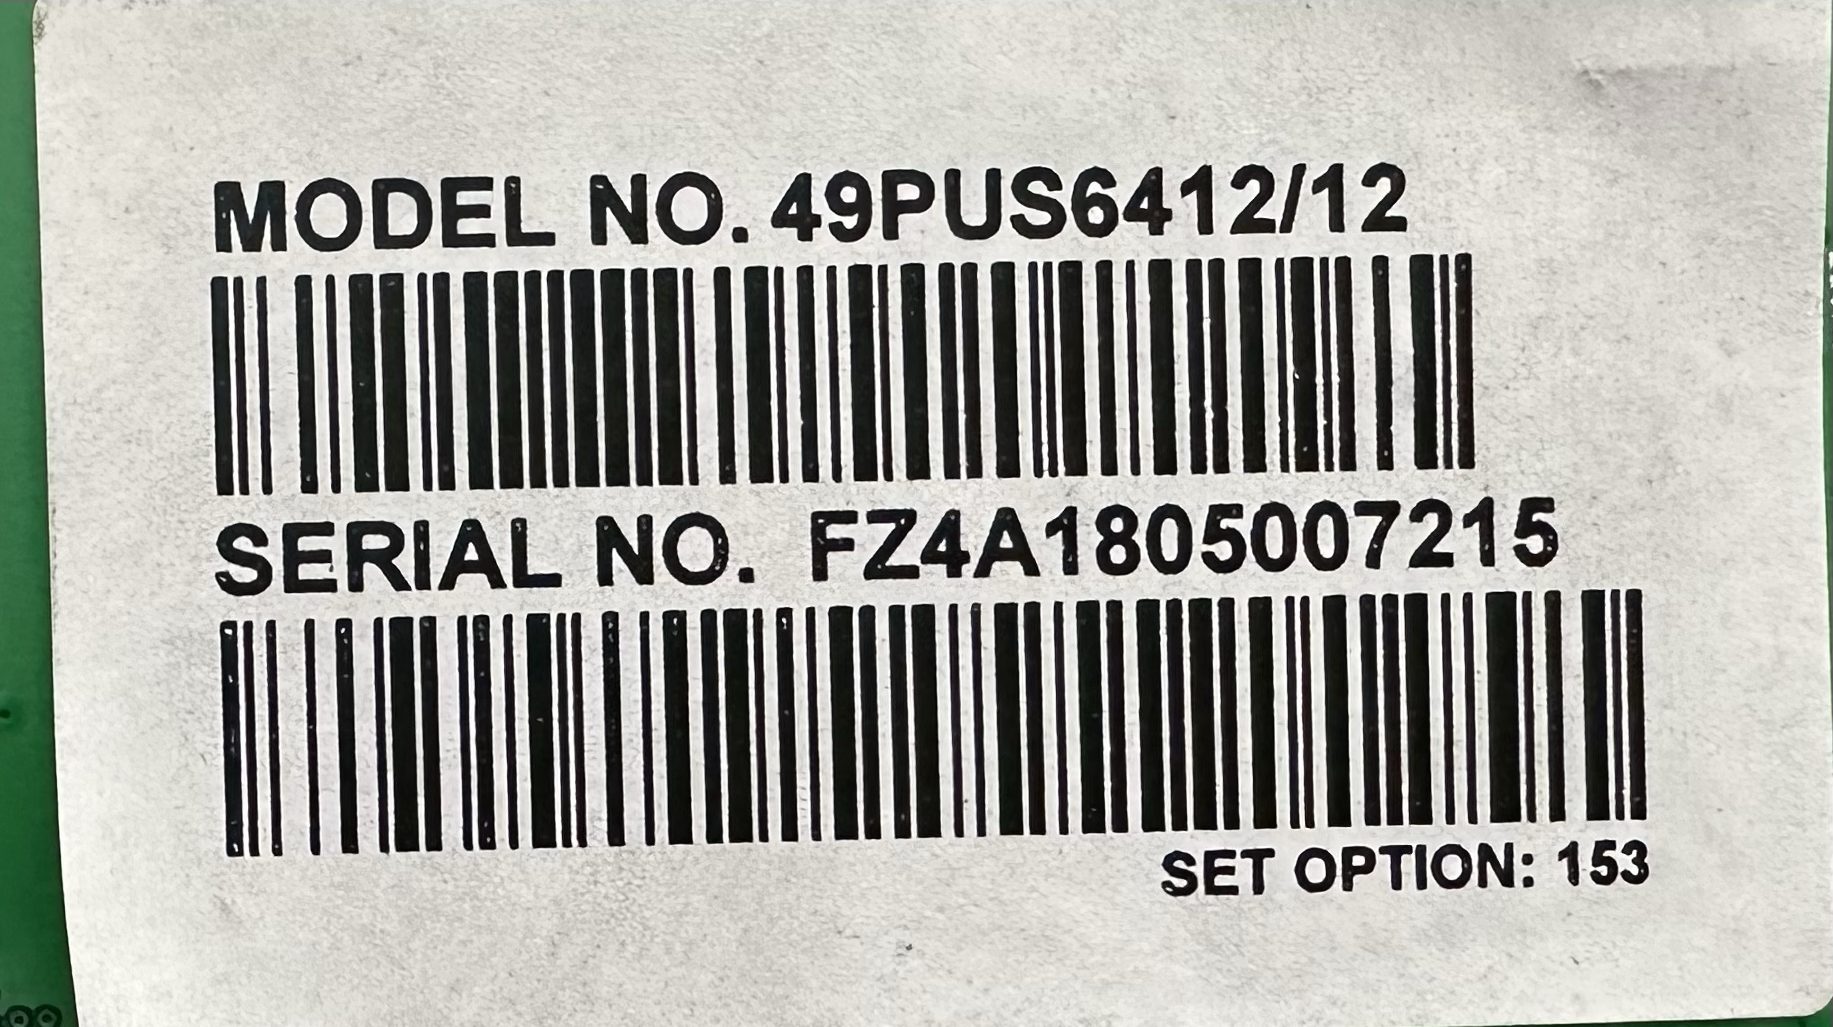 MODEL NO. 49PUS6412/12
SERIAL NO. FZ4A1805007215
SET OPTION: 153